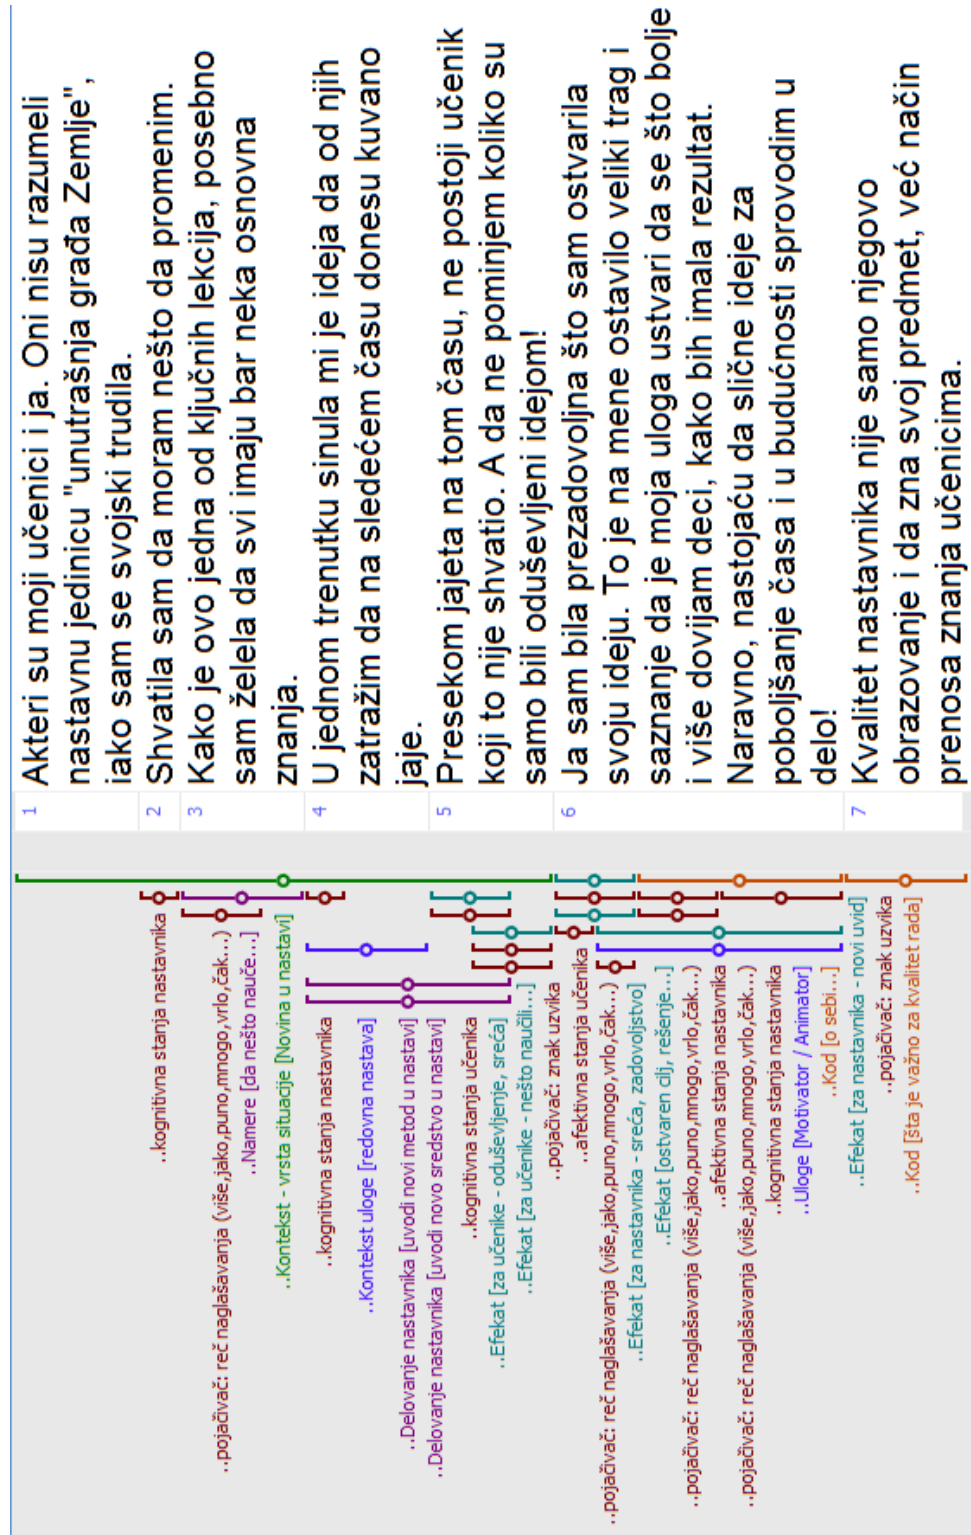 Akteri su moji učenici i ja. Oni nisu razumeli
nastavnu jedinicu "unutrašnja građa Zemlje",
iako sam se svojski trudila.
Shvatila sam da moram nešto da promenim.
Kako je ovo jedna od ključnih lekcija, posebno
sam želela da svi imaju bar neka osnovna
znanja.
U jednom trenutku sinula mi je ideja da od njih
zatražim da na sledećem času donesu kuvano
jaje.
Presekom jajeta na tom času, ne postoji učenik
koji to nije shvatio. A da ne pominjem koliko su
samo bili oduševljeni idejom!
Ja sam bila prezadovoljna što sam ostvarila
svoju ideju. To je na mene ostavilo veliki trag i
saznanje da je moja uloga ustvari da se što bolje
i više dovijam deci, kako bih imala rezultat.
Naravno, nastojaću da slične ideje za
poboljšanje časa i u budućnosti sprovodim u
delo!
Kvalitet nastavnika nije samo njegovo
obrazovanje i da zna svoj predmet, već način
prenosa znanja učenicima.
1
2
3
4
5
6
7
..kognitivna stanja nastavnika
..pojačivač: reč naglašavanja (više,jako,puno,mnogo,vrlo,čak...)
..Namere [da nešto nauče...]
..Kontekst - vrsta situacije [Novina u nastavi]
..kognitivna stanja nastavnika
..Kontekst uloge [redovna nastava]
..Delovanje nastavnika [uvodi novi metod u nastavi]
..Delovanje nastavnika [uvodi novo sredstvo u nastavi]
..kognitivna stanja učenika
..Efekat [za učenike - oduševljenje, sreća]
..Efekat [za učenike - nešto naučili...]
..pojačivač: znak uzvika
..afektivna stanja učenika
..pojačivač: reč naglašavanja (više,jako,puno,mnogo,vrlo,čak...)
..Efekat [za nastavnika - sreća, zadovoljstvo]
..Efekat [ostvaren cilj, rešenje...]
..pojačivač: reč naglašavanja (više,jako,puno,mnogo,vrlo,čak...)
..afektivna stanja nastavnika
..pojačivač: reč naglašavanja (više,jako,puno,mnogo,vrlo,čak...)
..kognitivna stanja nastavnika
..Uloge [Motivator / Animator]
..Kod [o sebi...]
..Efekat [za nastavnika - novi uvid]
..pojačivač: znak uzvika
..Kod [šta je važno za kvalitet rada]